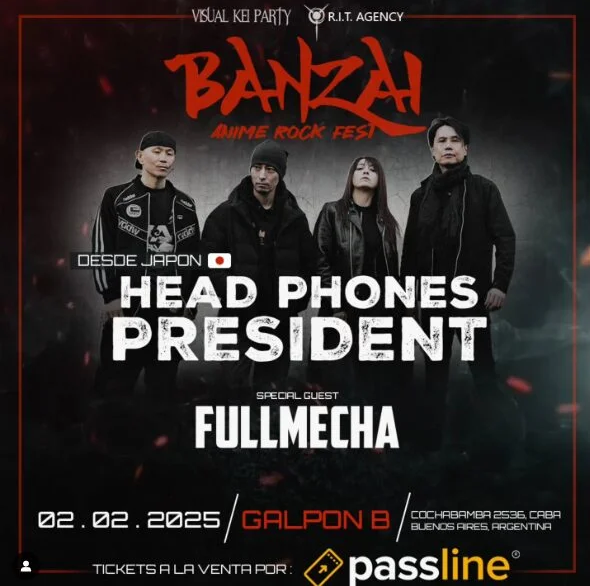 VISUAL KEI PARTY R.I.T. AGENCY
BANZAI
ANIME ROCK FEST
DESDE JAPON
HEAD PHONES
PRESIDENT
SPECIAL GUEST
FULLMECHA
02.02.2025 / GALPON B / COCHABAMBA 2536, CABA
BUENOS AIRES, ARGENTINA
TICKETS A LA VENTA POR: passline®